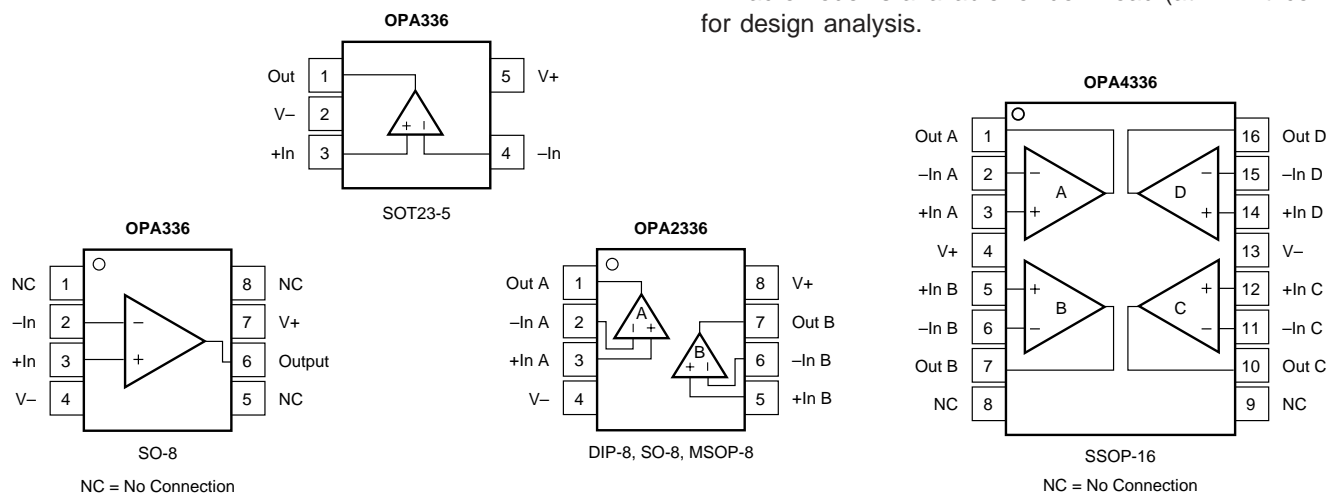 for design analysis.
OPA336
Out 1 5 V+
V– 2
+In 3 4 –In
+ –
SOT23-5
OPA336
NC 1 8 NC
–In 2 – 7 V+
+In 3 + 6 Output
V– 4 5 NC
SO-8
NC = No Connection
OPA2336
Out A 1 8 V+
–In A 2 A 7 Out B
– +
+In A 3 B 6 –In B
+ –
V– 4 5 +In B
DIP-8, SO-8, MSOP-8
OPA4336
Out A 1 16 Out D
–In A 2 – – 15 –In D
A D
+In A 3 + + 14 +In D
V+ 4 13 V–
+In B 5 + + 12 +In C
B C
–In B 6 – – 11 –In C
Out B 7 10 Out C
NC 8 9 NC
SSOP-16
NC = No Connection